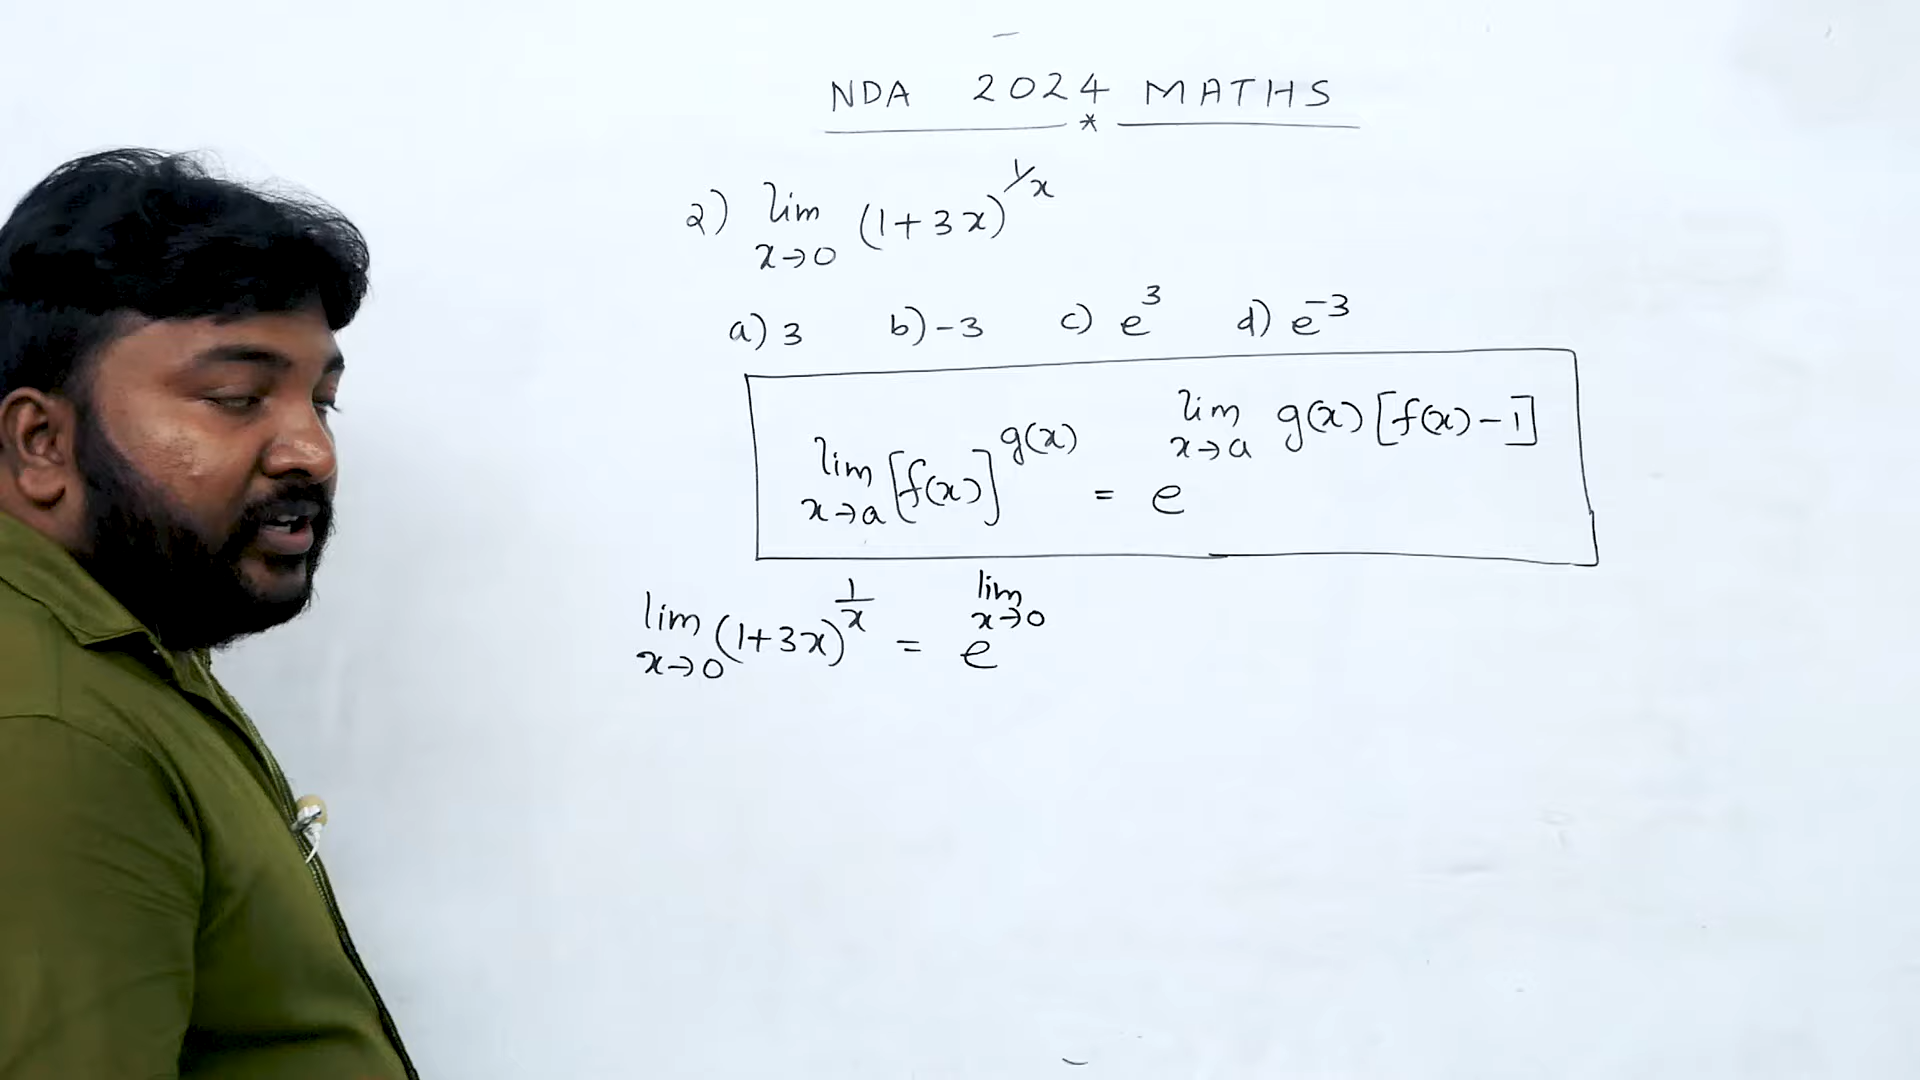 NDA 2024 MATHS
*
2) lim x→0 (1+3x)^1/x
a) 3 b) -3 c) e^3 d) e^-3
lim x→a [f(x)]^g(x) = e^lim x→a g(x) [f(x)-1]
lim x→0 (1+3x)^1/x = e^lim x→0